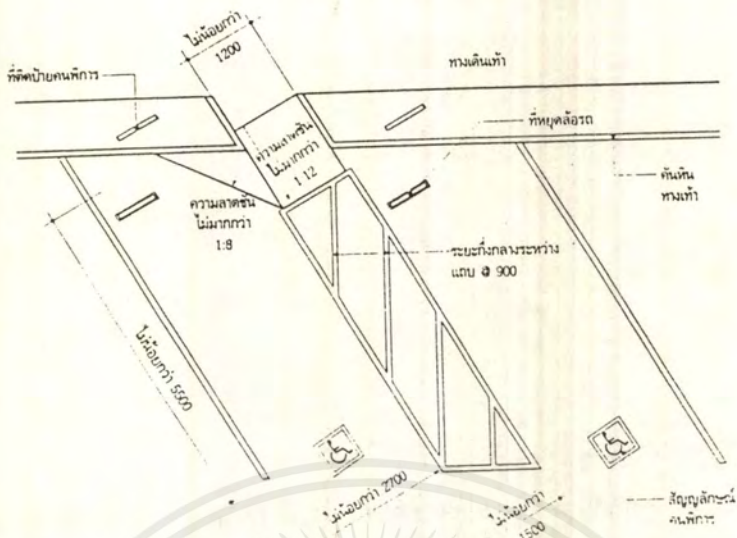 ไม่น้อยกว่า
1200
ทางเดินเท้า
ที่ติดป้ายคนพิการ
ที่หยุดล้อรถ
ความลาดชัน
ไม่มากกว่า
1:12
คันหิน
ทางเท้า
ความลาดชัน
ไม่มากกว่า
1:8
ระยะกึ่งกลางระหว่าง
แถบ @ 900
ไม่น้อยกว่า 5500
ไม่น้อยกว่า 2700
ไม่น้อยกว่า
1500
สัญญลักษณ์
คนพิการ